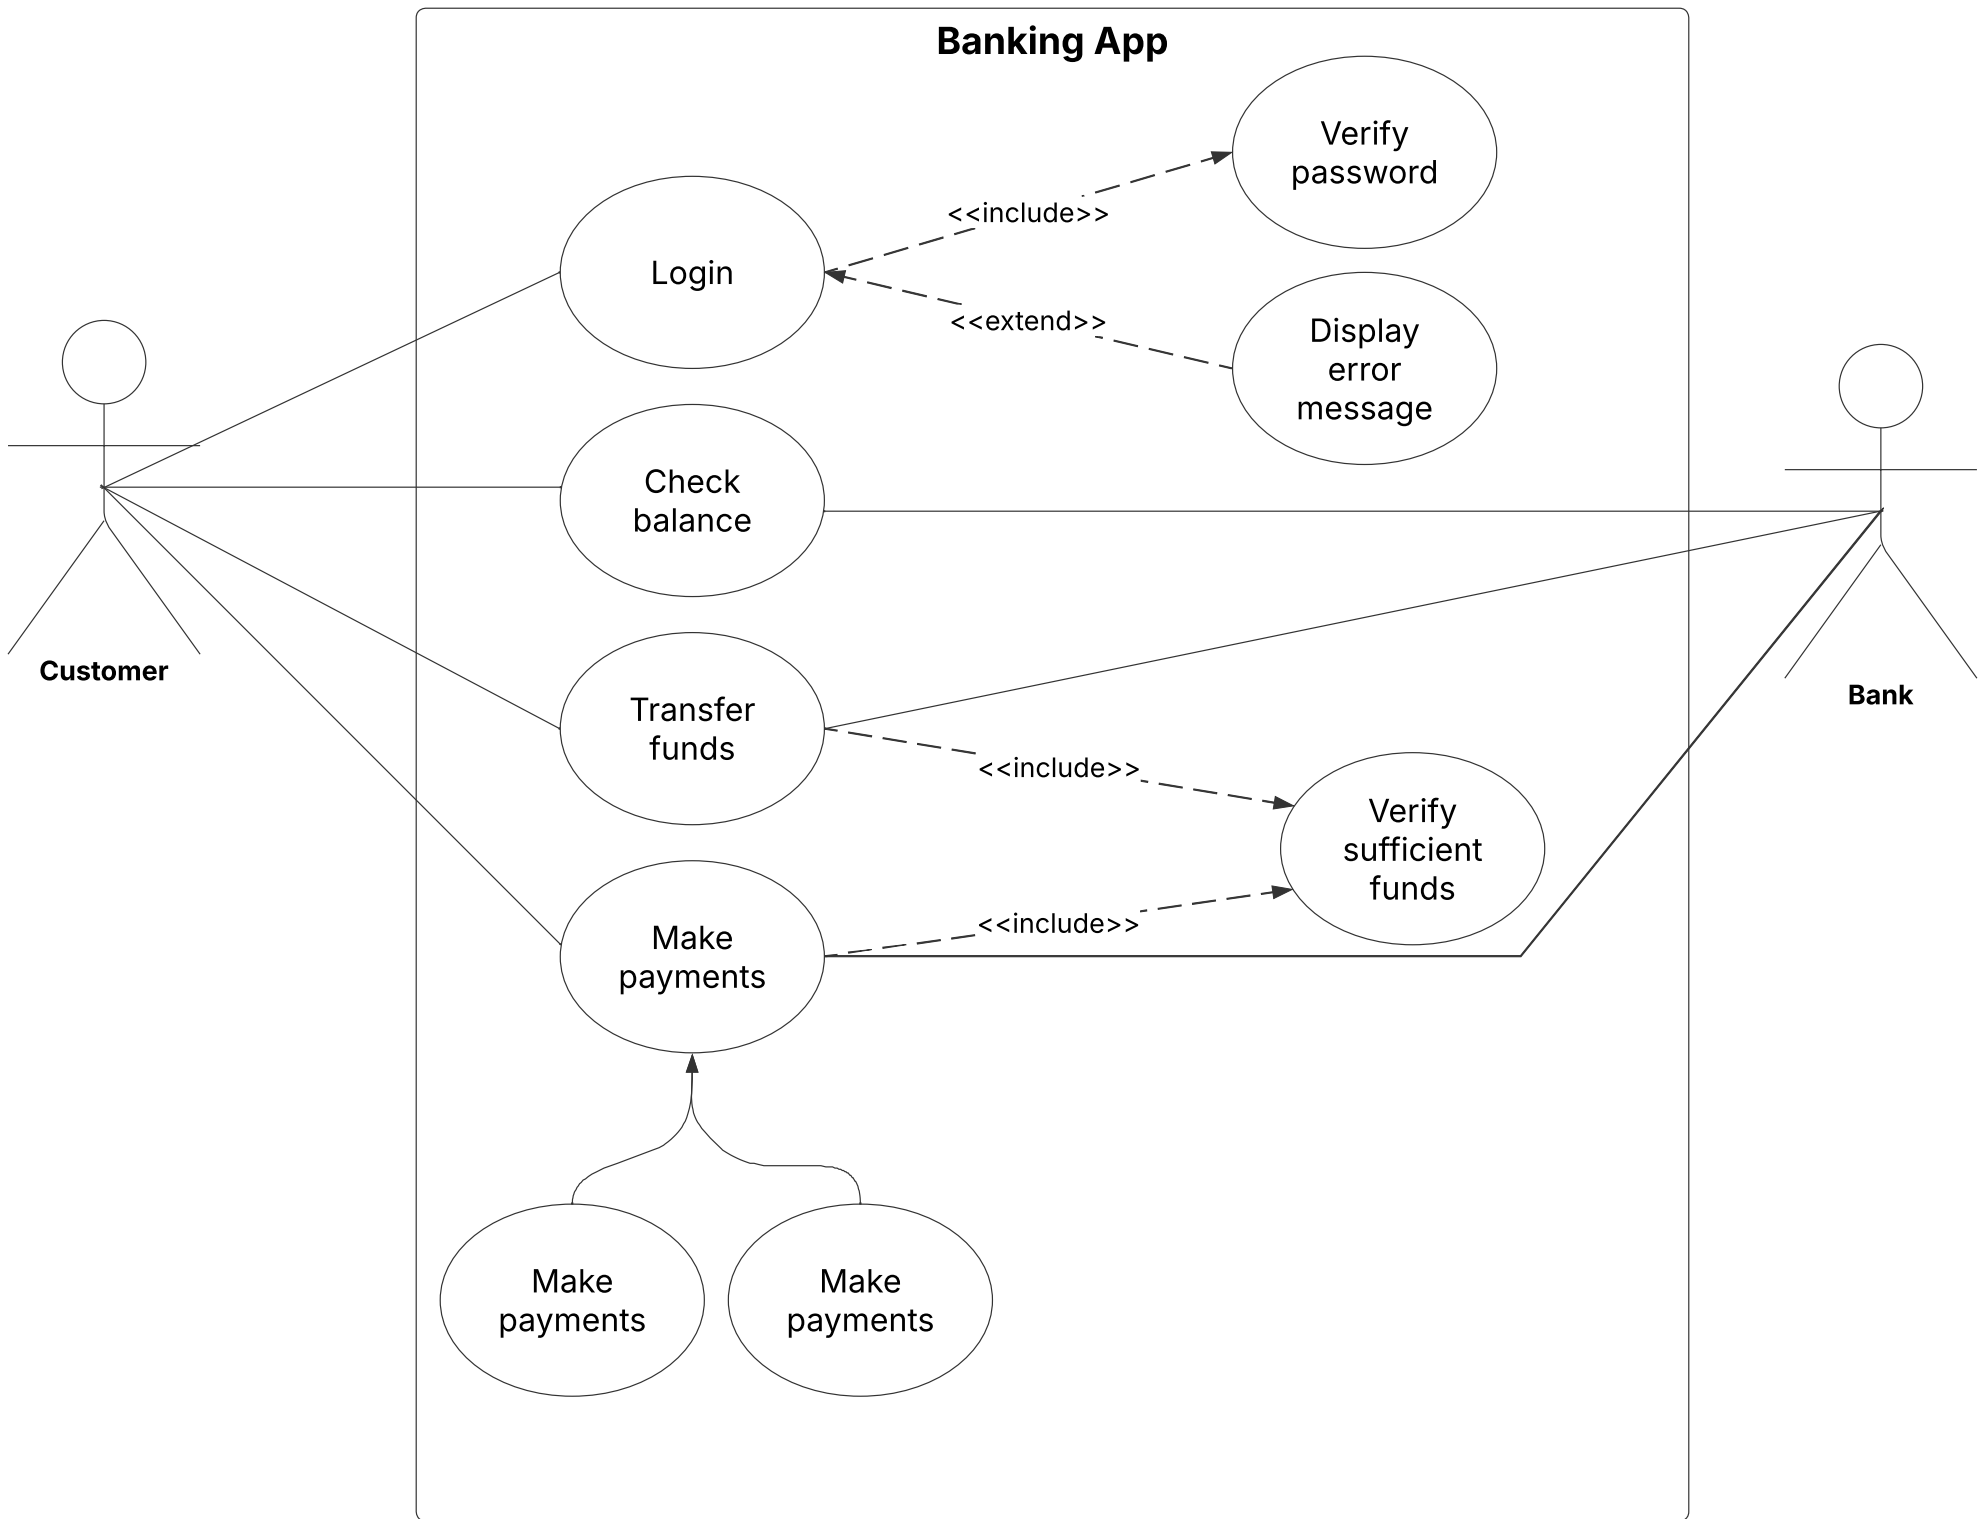 Banking App
Verify
password
<<include>>
Login
<<extend>>
Display
error
message
Check
balance
Customer
Bank
Transfer
funds
<<include>>
Verify
sufficient
funds
<<include>>
Make
payments
Make
payments
Make
payments